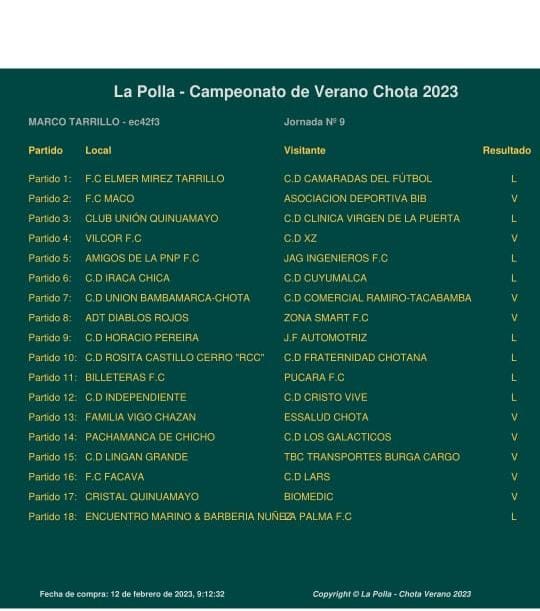 La Polla - Campeonato de Verano Chota 2023
MARCO TARRILLO - ec42f3 Jornada Nº 9
Partido Local Visitante Resultado
Partido 1: F.C ELMER MIREZ TARRILLO C.D CAMARADAS DEL FÚTBOL L
Partido 2: F.C MACO ASOCIACION DEPORTIVA BIB V
Partido 3: CLUB UNIÓN QUINUAMAYO C.D CLINICA VIRGEN DE LA PUERTA L
Partido 4: VILCOR F.C C.D XZ V
Partido 5: AMIGOS DE LA PNP F.C JAG INGENIEROS F.C L
Partido 6: C.D IRACA CHICA C.D CUYUMALCA L
Partido 7: C.D UNION BAMBAMARCA-CHOTA C.D COMERCIAL RAMIRO-TACABAMBA V
Partido 8: ADT DIABLOS ROJOS ZONA SMART F.C V
Partido 9: C.D HORACIO PEREIRA J.F AUTOMOTRIZ L
Partido 10: C.D ROSITA CASTILLO CERRO "RCC" C.D FRATERNIDAD CHOTANA L
Partido 11: BILLETERAS F.C PUCARA F.C L
Partido 12: C.D INDEPENDIENTE C.D CRISTO VIVE L
Partido 13: FAMILIA VIGO CHAZAN ESSALUD CHOTA V
Partido 14: PACHAMANCA DE CHICHO C.D LOS GALACTICOS V
Partido 15: C.D LINGAN GRANDE TBC TRANSPORTES BURGA CARGO V
Partido 16: F.C FACAVA C.D LARS V
Partido 17: CRISTAL QUINUAMAYO BIOMEDIC V
Partido 18: ENCUENTRO MARINO & BARBERIA NUÑEZ LA PALMA F.C L
Fecha de compra: 12 de febrero de 2023, 9:12:32 Copyright © La Polla - Chota Verano 2023